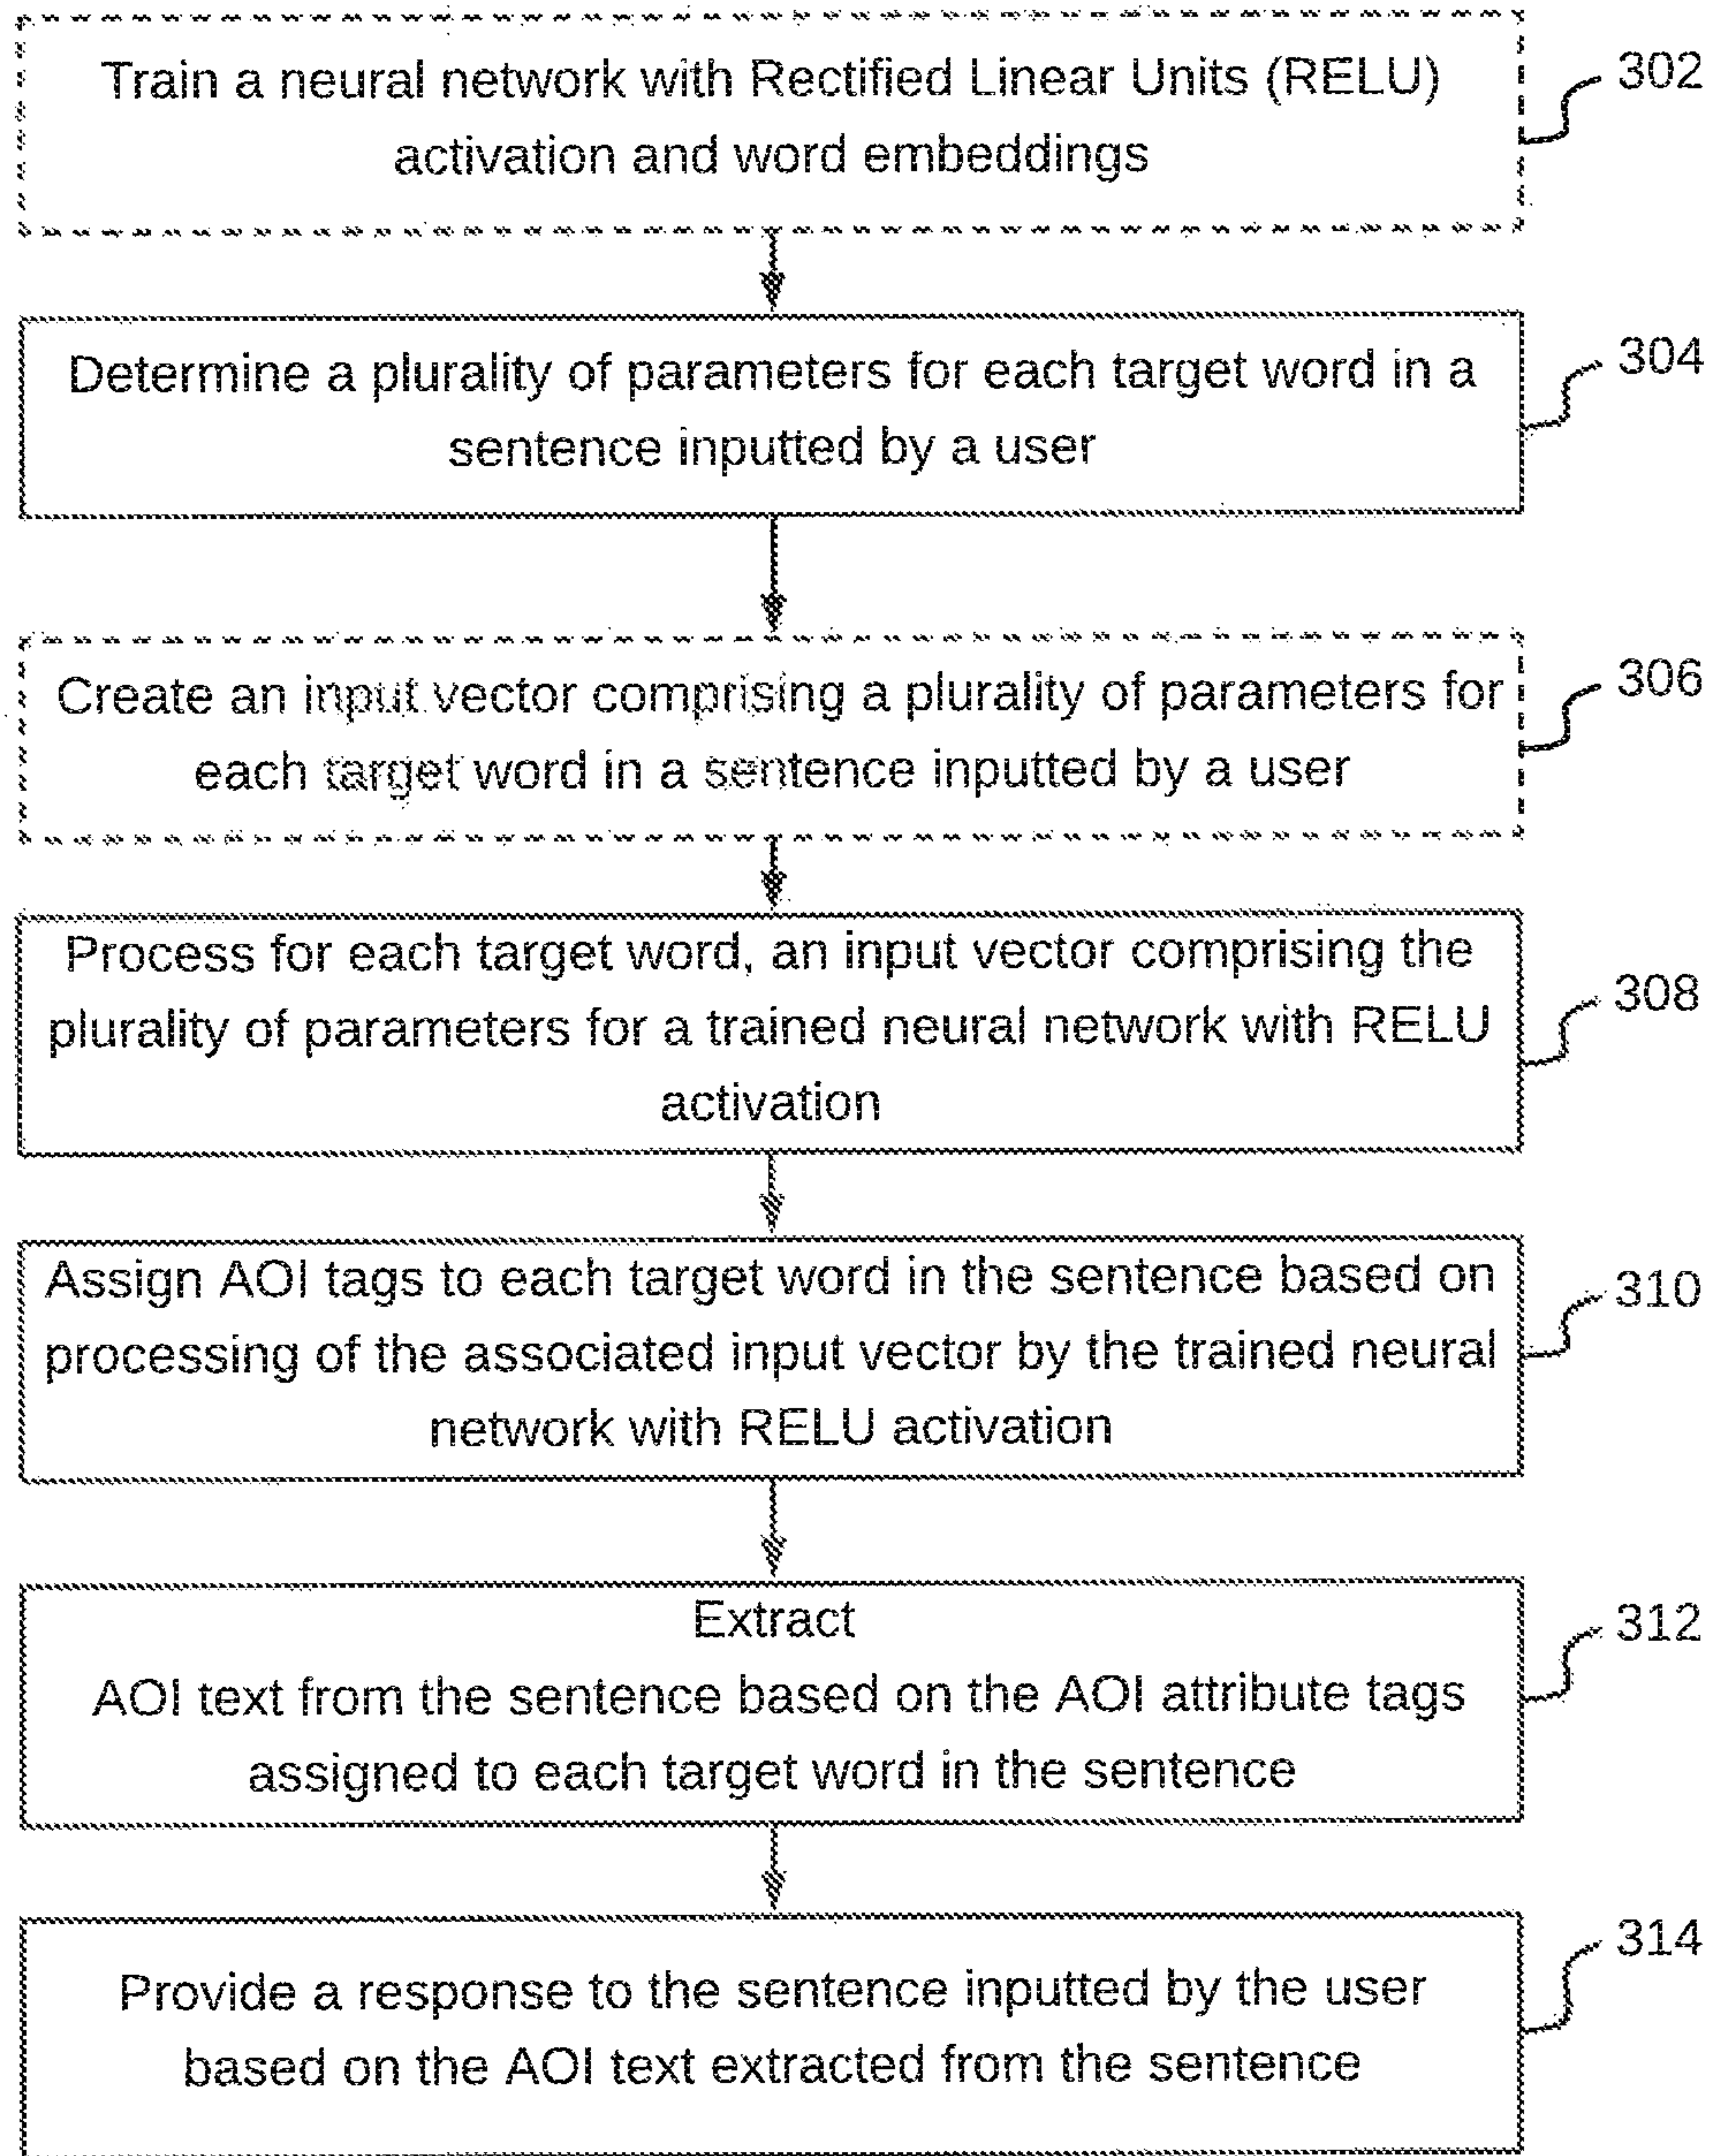 Train a neural network with Rectified Linear Units (RELU)
activation and word embeddings
302
Determine a plurality of parameters for each target word in a
sentence inputted by a user
304
Create an input vector comprising a plurality of parameters for
each target word in a sentence inputted by a user
306
Process for each target word, an input vector comprising the
plurality of parameters for a trained neural network with RELU
activation
308
Assign AOI tags to each target word in the sentence based on
processing of the associated input vector by the trained neural
network with RELU activation
310
Extract
AOI text from the sentence based on the AOI attribute tags
assigned to each target word in the sentence
312
Provide a response to the sentence inputted by the user
based on the AOI text extracted from the sentence
314